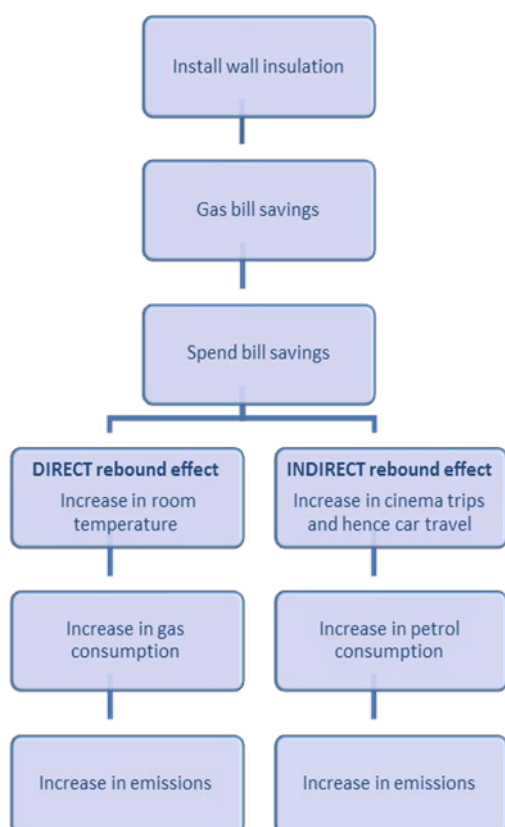 Install wall insulation
Gas bill savings
Spend bill savings
DIRECT rebound effect
Increase in room
temperature
INDIRECT rebound effect
Increase in cinema trips
and hence car travel
Increase in gas
consumption
Increase in petrol
consumption
Increase in emissions
Increase in emissions